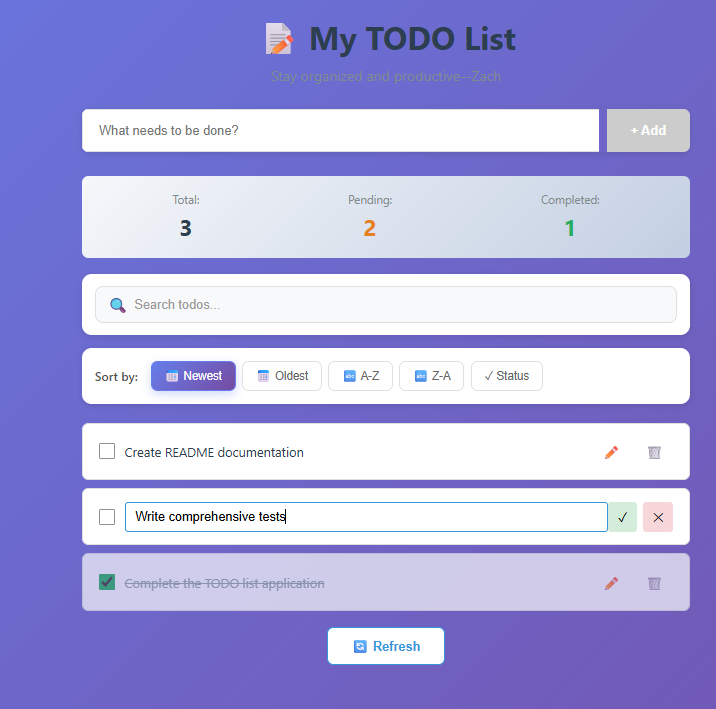 My TODO List
Stay organized and productive--Zach
What needs to be done? + Add
Total: Pending: Completed:
3 2 1
Search todos...
Sort by: Newest Oldest A-Z Z-A ✓ Status
Create README documentation
Write comprehensive tests ✓ ✕
Complete the TODO list application
Refresh